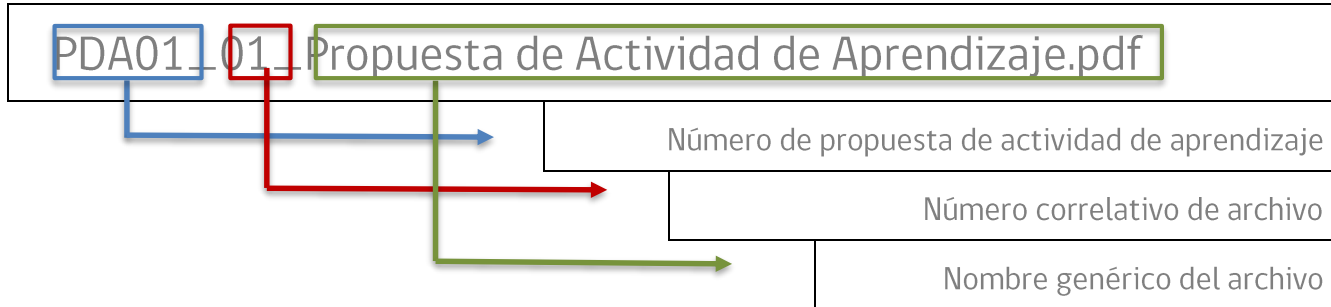 PDA01_01_Propuesta de Actividad de Aprendizaje.pdf
Número de propuesta de actividad de aprendizaje
Número correlativo de archivo
Nombre genérico del archivo